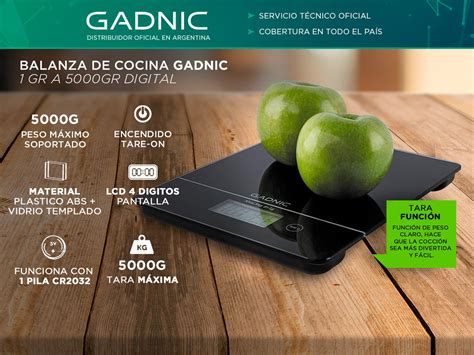 GADNIC
DISTRIBUIDOR OFICIAL EN ARGENTINA
SERVICIO TÉCNICO OFICIAL
COBERTURA EN TODO EL PAÍS
BALANZA DE COCINA GADNIC
1 GR A 5000GR DIGITAL
5000G
PESO MÁXIMO
SOPORTADO
ENCENDIDO
TARE-ON
MATERIAL
PLASTICO ABS +
VIDRIO TEMPLADO
LCD 4 DIGITOS
PANTALLA
FUNCIONA CON
1 PILA CR2032
KG
5000G
TARA MÁXIMA
GADNIC
TARA
FUNCIÓN
FUNCIÓN DE PESO
CLARO, HACE
QUE LA COCCIÓN
SEA MÁS DIVERTIDA
Y FÁCIL.